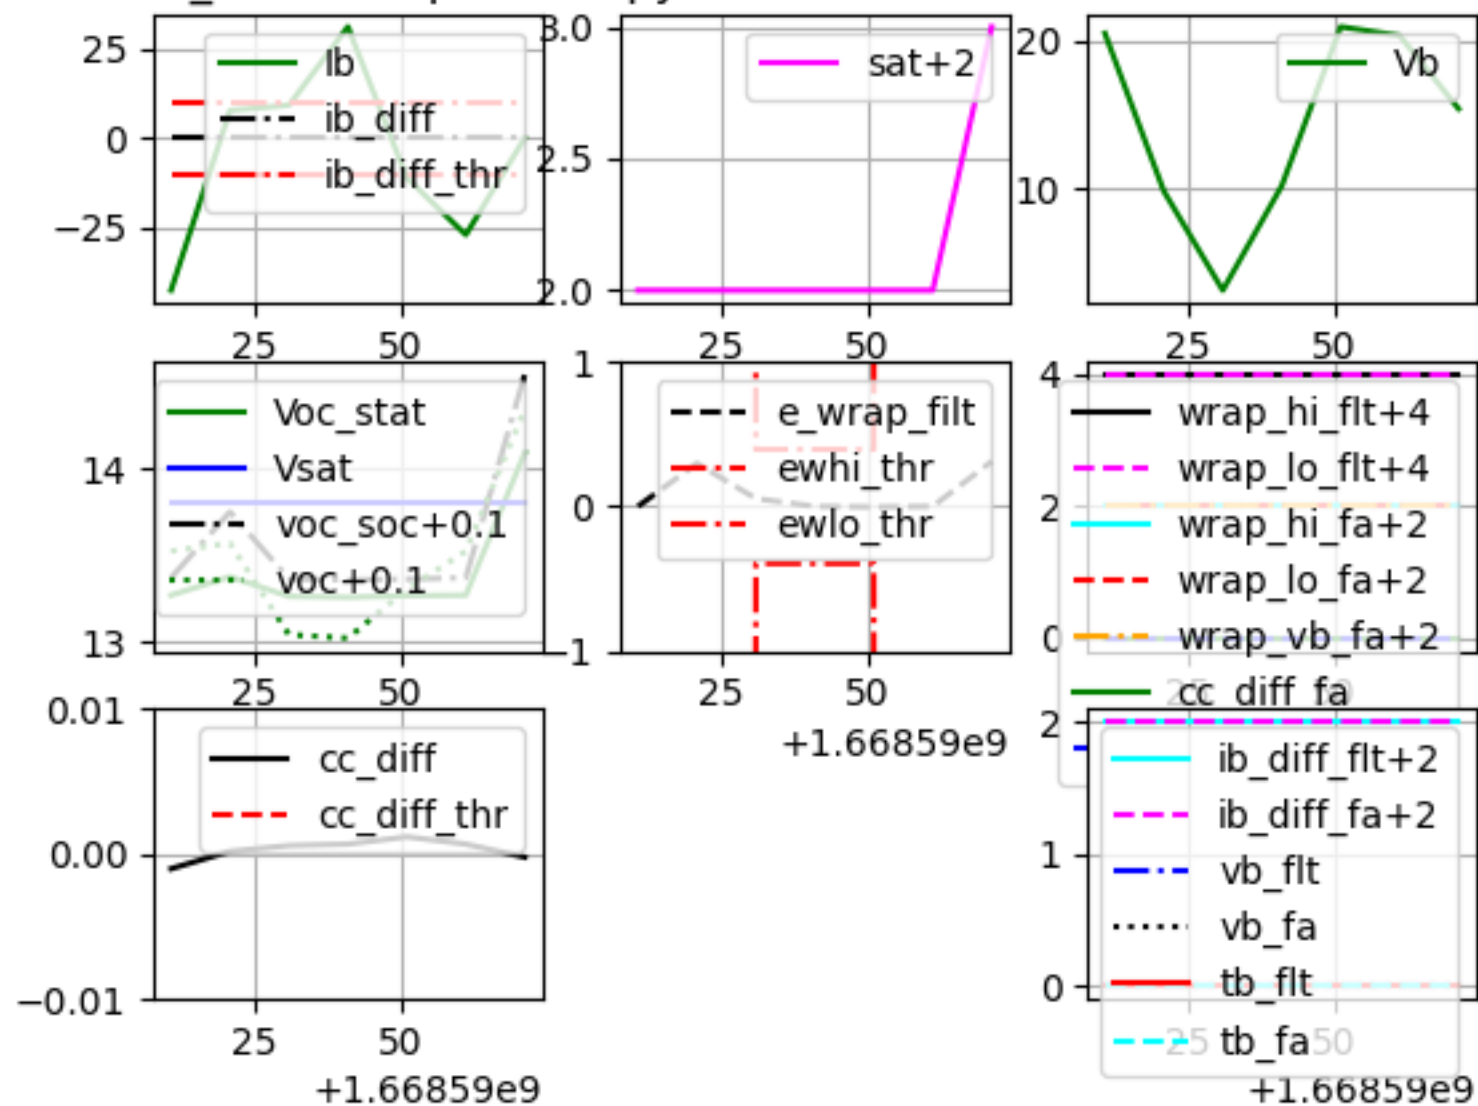 25
0
−25
Ib
ib_diff
ib_diff_thr
25
50
3.0
2.5
2.0
sat+2
25
50
20
10
Vb
25
50
14
13
Voc_stat
Vsat
voc_soc+0.1
voc+0.1
25
50
1
0
−1
e_wrap_filt
ewhi_thr
ewlo_thr
25
50
+1.66859e9
4
2
0
wrap_hi_flt+4
wrap_lo_flt+4
wrap_hi_fa+2
wrap_lo_fa+2
wrap_vb_fa+2
cc_diff_fa
0.01
0.00
−0.01
cc_diff
cc_diff_thr
25
50
+1.66859e9
2
1
0
ib_diff_flt+2
ib_diff_fa+2
vb_flt
vb_fa
tb_flt
tb_fa
25
50
+1.66859e9